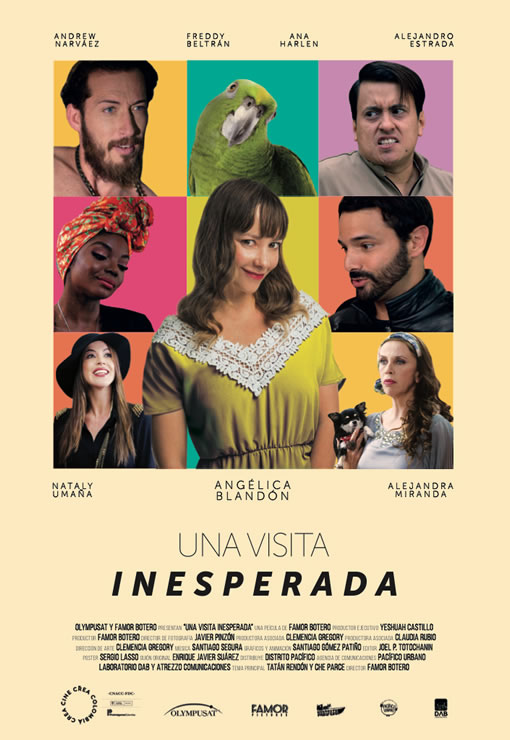 ANDREW
NARVÁEZ
FREDDY
BELTRÁN
ANA
HARLEN
ALEJANDRO
ESTRADA
NATALY
UMAÑA
ANGÉLICA
BLANDÓN
ALEJANDRA
MIRANDA
UNA VISITA
INESPERADA
OLYMPUSAT Y FAMOR BOTERO PRESENTAN "UNA VISITA INESPERADA" UNA PELÍCULA DE FAMOR BOTERO PRODUCTOR EJECUTIVO YESHUAH CASTILLO
PRODUCTOR FAMOR BOTERO DIRECTOR DE FOTOGRAFÍA JAVIER PINZÓN PRODUCTORA ASOCIADA CLEMENCIA GREGORY PRODUCTORA ASOCIADA CLAUDIA RUBIO
DIRECCIÓN DE ARTE CLEMENCIA GREGORY MÚSICA SANTIAGO SEGURA GRÁFICOS Y ANIMACIÓN SANTIAGO GÓMEZ PATIÑO EDITOR JOEL P. TOTOCHANIN
POSTER SERGIO LASSO GUIÓN ORIGINAL ENRIQUE JAVIER SUÁREZ DISTRIBUYE DISTRITO PACÍFICO AGENCIA DE COMUNICACIONES PACÍFICO URBANO
LABORATORIO DAB Y ATREZZO COMUNICACIONES TEMA PRINCIPAL TATÁN RENDÓN Y CHÉ PARCE DIRECTOR FAMOR BOTERO
CREA CINE CREA COLOMBIA
OLYMPUSAT
FAMOR
DAB